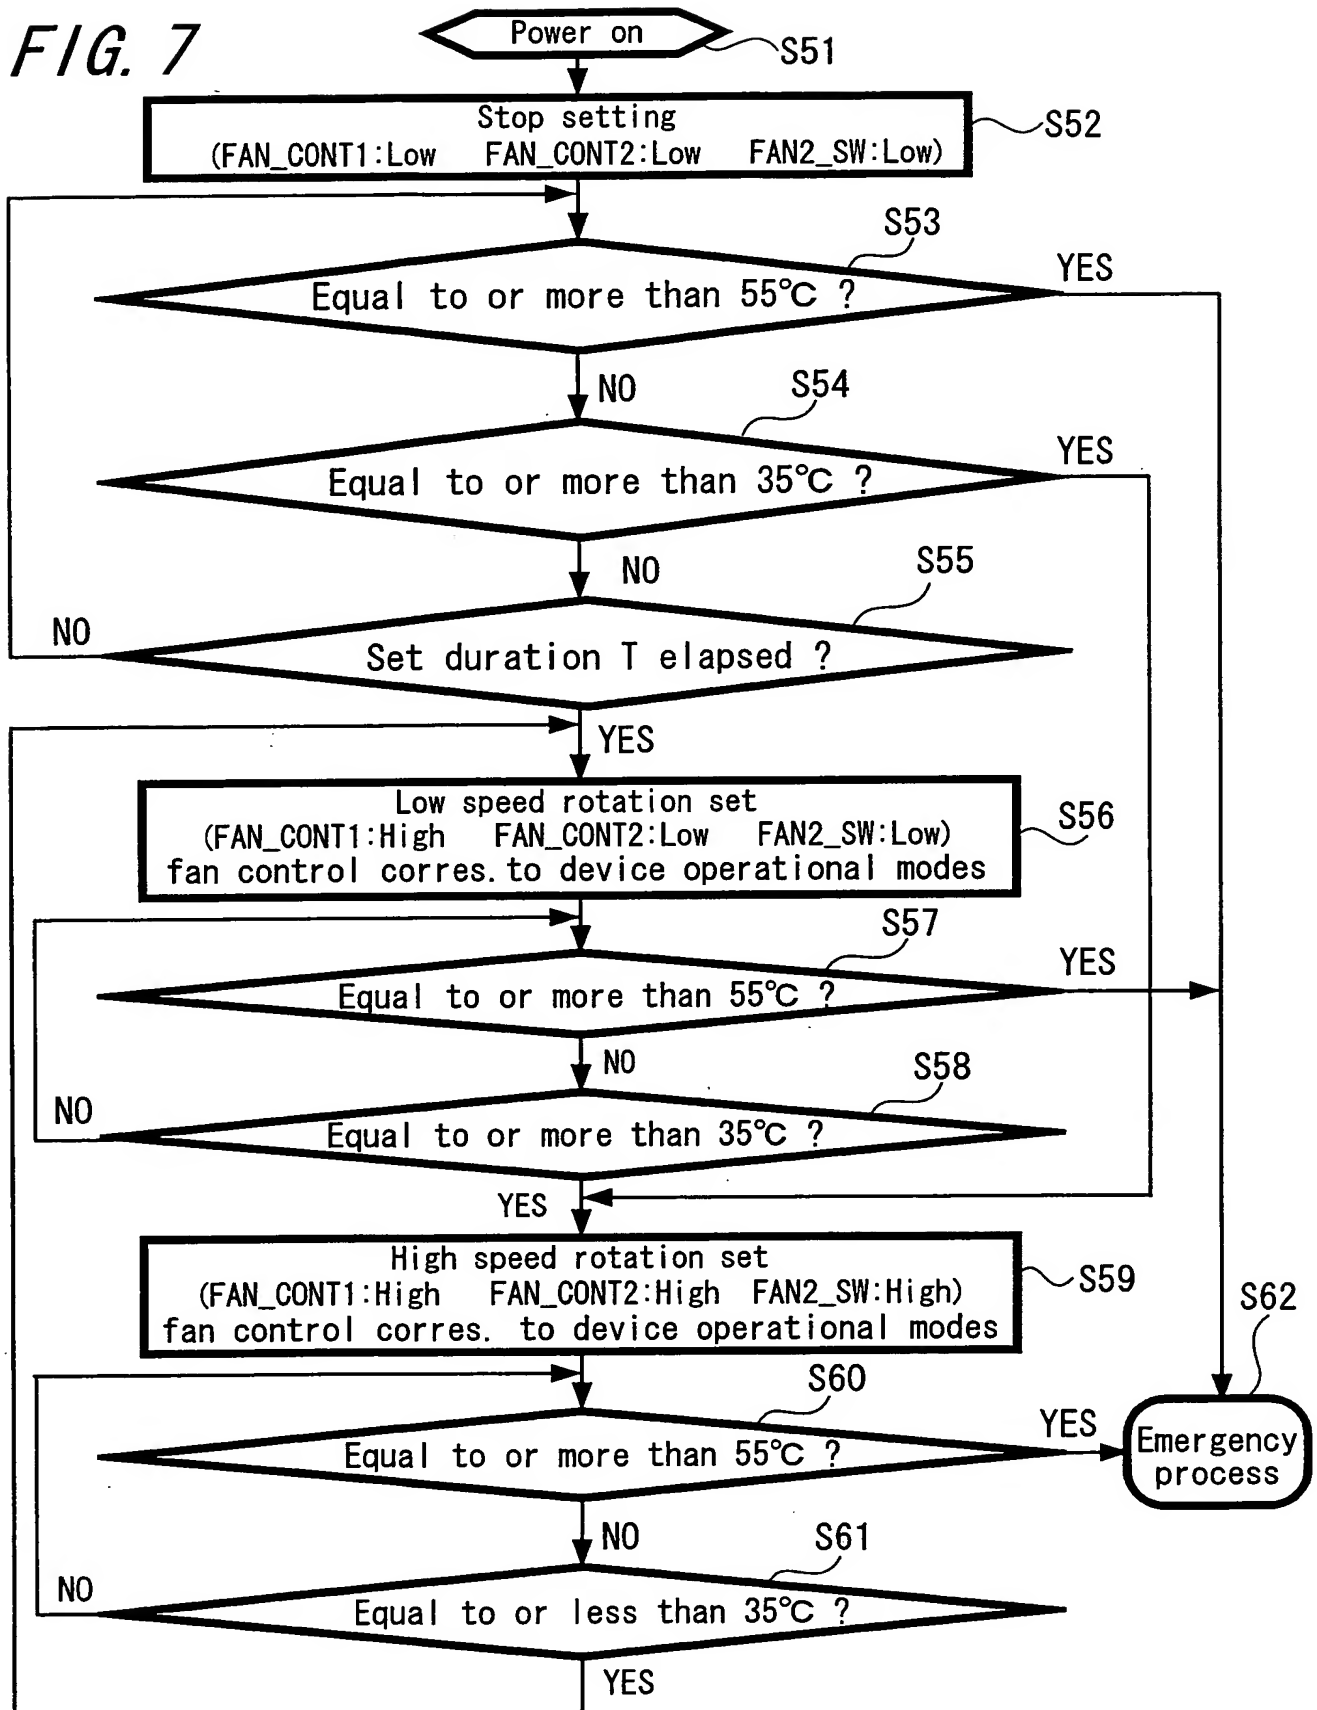 FIG. 7
Power on
S51
Stop setting
(FAN_CONT1:Low FAN_CONT2:Low FAN2_SW:Low)
S52
S53
Equal to or more than 55℃ ?
YES
NO
S54
Equal to or more than 35℃ ?
YES
NO
S55
Set duration T elapsed ?
NO
YES
Low speed rotation set
(FAN_CONT1:High FAN_CONT2:Low FAN2_SW:Low)
fan control corres. to device operational modes
S56
S57
Equal to or more than 55℃ ?
YES
NO
S58
Equal to or more than 35℃ ?
NO
YES
High speed rotation set
(FAN_CONT1:High FAN_CONT2:High FAN2_SW:High)
fan control corres. to device operational modes
S59
S60
Equal to or more than 55℃ ?
YES
S62
Emergency
process
NO
S61
Equal to or less than 35℃ ?
NO
YES